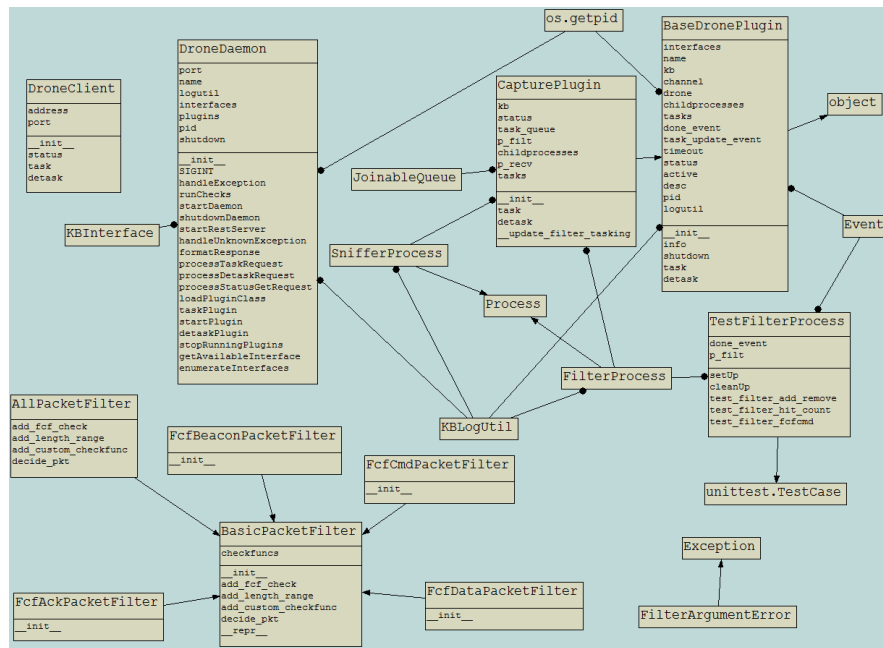 os.getpid
BaseDronePlugin
interfaces
name
kb
channel
drone
childprocesses
tasks
done_event
task_update_event
timeout
status
active
desc
pid
logutil
__init__
info
shutdown
task
detask
DroneDaemon
port
name
logutil
interfaces
plugins
pid
shutdown
__init__
SIGINT
handleException
runChecks
startDaemon
shutdownDaemon
startRestServer
handleUnknownException
formatResponse
processTaskRequest
processDetaskRequest
processStatusGetRequest
loadPluginClass
taskPlugin
startPlugin
detaskPlugin
stopRunningPlugins
getAvailableInterface
enumerateInterfaces
CapturePlugin
kb
status
task_queue
p_filt
childprocesses
p_recv
tasks
__init__
task
detask
__update_filter_tasking
DroneClient
address
port
__init__
status
task
detask
object
JoinableQueue
KBInterface
Event
SnifferProcess
Process
TestFilterProcess
done_event
p_filt
setUp
cleanUp
test_filter_add_remove
test_filter_hit_count
test_filter_fcfcmd
FilterProcess
KBLogUtil
AllPacketFilter
add_fcf_check
add_length_range
add_custom_checkfunc
decide_pkt
FcfBeaconPacketFilter
__init__
FcfCmdPacketFilter
__init__
unittest.TestCase
BasicPacketFilter
checkfuncs
__init__
add_fcf_check
add_length_range
add_custom_checkfunc
decide_pkt
__repr__
Exception
FcfAckPacketFilter
__init__
FcfDataPacketFilter
__init__
FilterArgumentError